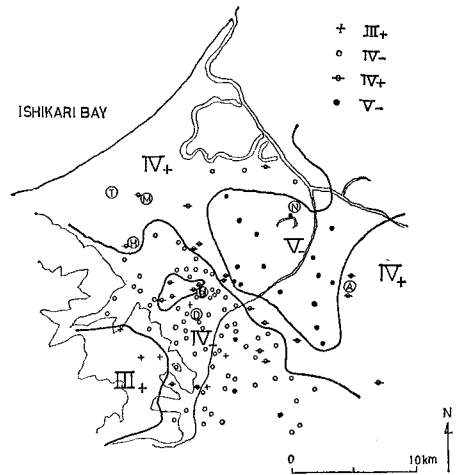 III+
IV-
IV+
V-
ISHIKARI BAY
IV+
T
M
N
H
V-
IV+
A
IV-
III+
N
0
10km